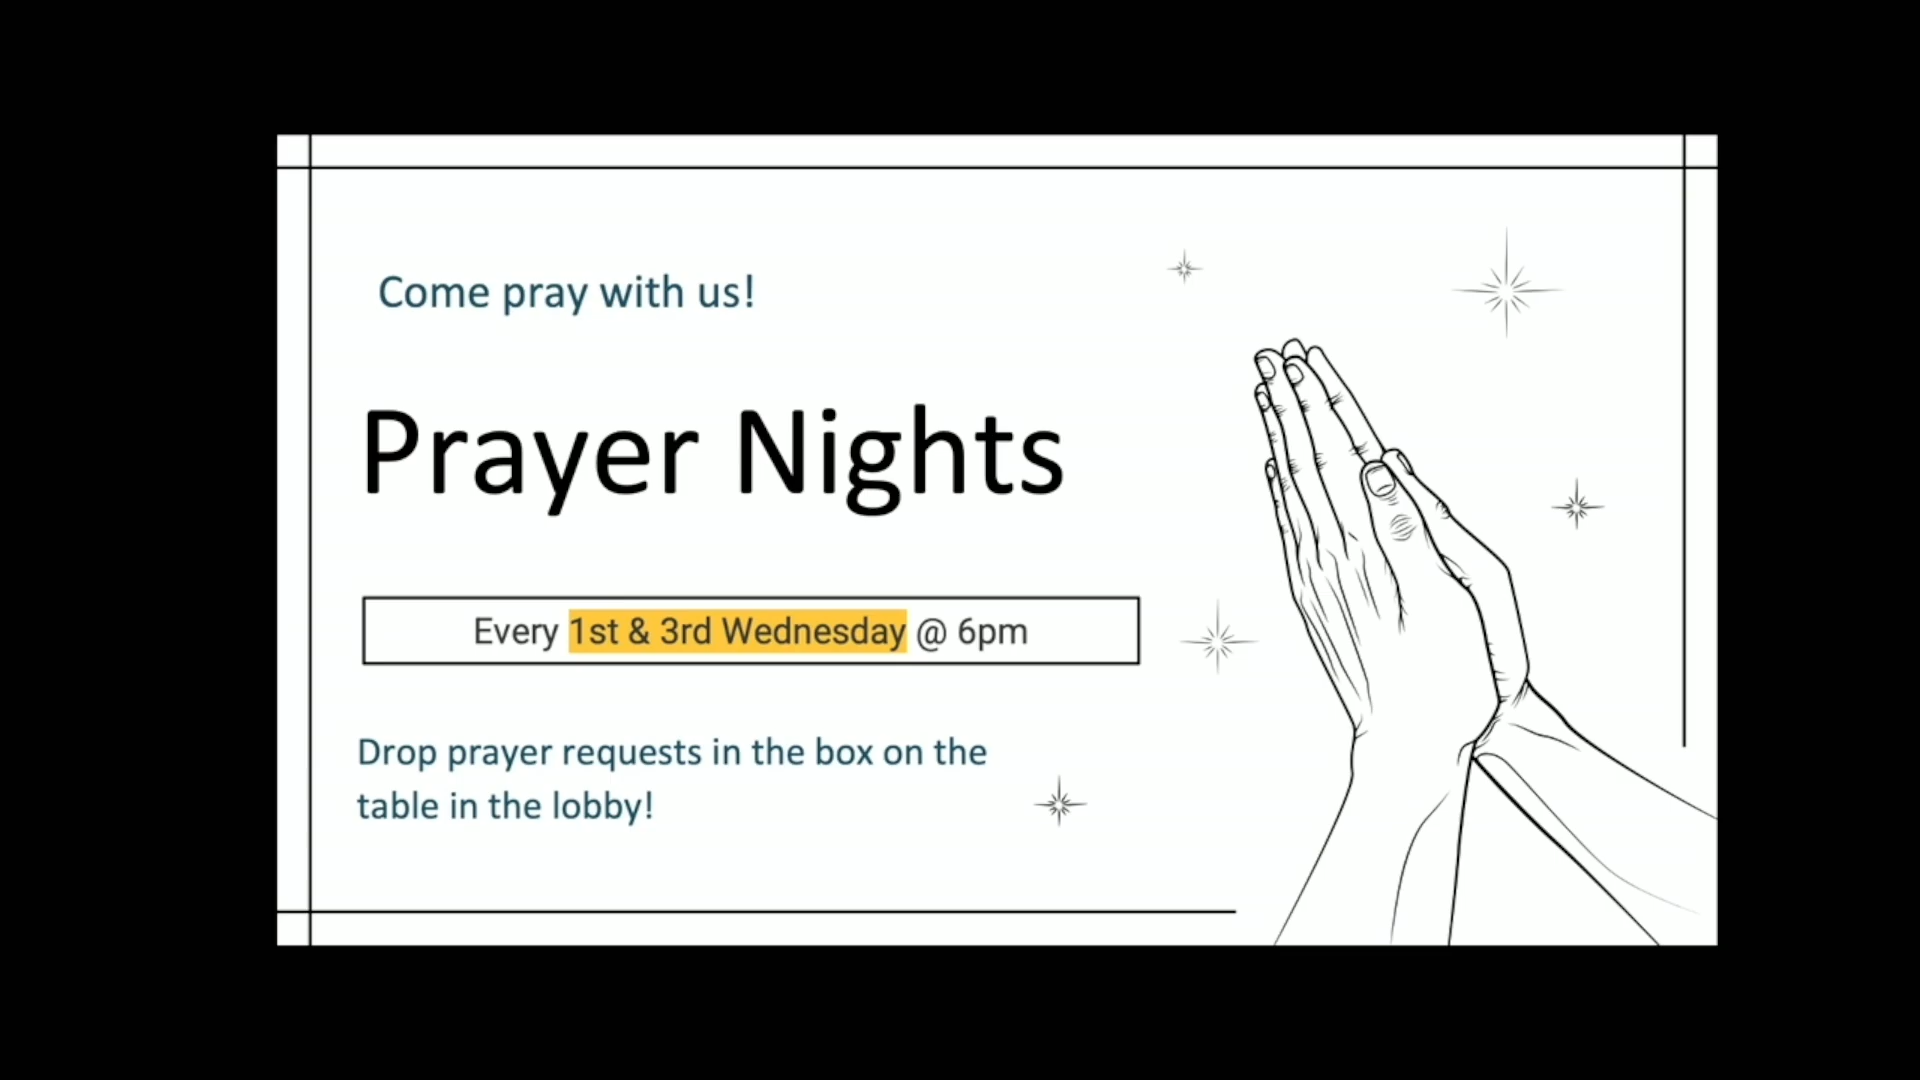 Come pray with us!
Prayer Nights
Every 1st & 3rd Wednesday @ 6pm
Drop prayer requests in the box on the
table in the lobby!